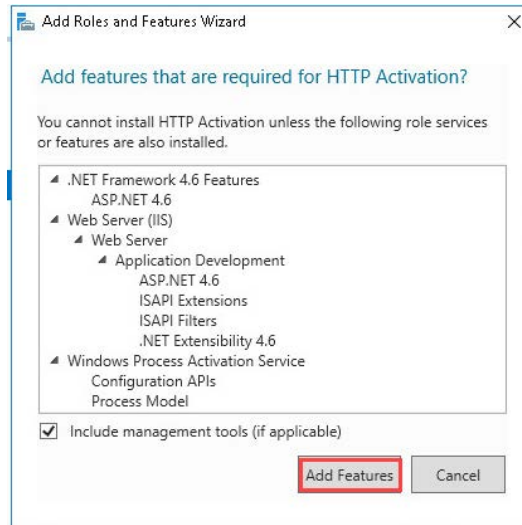 Add Roles and Features Wizard
Add features that are required for HTTP Activation?
You cannot install HTTP Activation unless the following role services
or features are also installed.
.NET Framework 4.6 Features
ASP.NET 4.6
Web Server (IIS)
Web Server
Application Development
ASP.NET 4.6
ISAPI Extensions
ISAPI Filters
.NET Extensibility 4.6
Windows Process Activation Service
Configuration APIs
Process Model
Include management tools (if applicable)
Add Features
Cancel